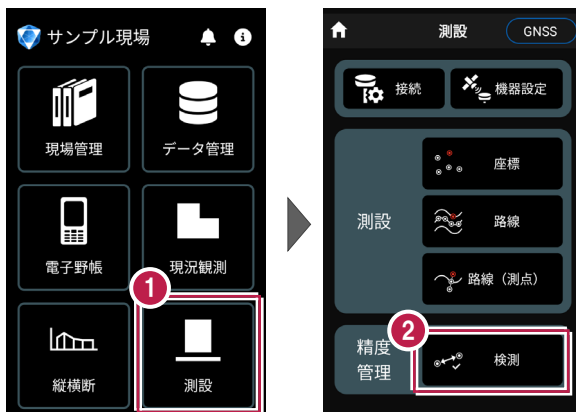 サンプル現場
現場管理
データ管理
電子野帳
現況観測
1
縦横断
測設
測設
GNSS
接続
機器設定
測設
座標
路線
路線（測点）
2
精度
管理
検測